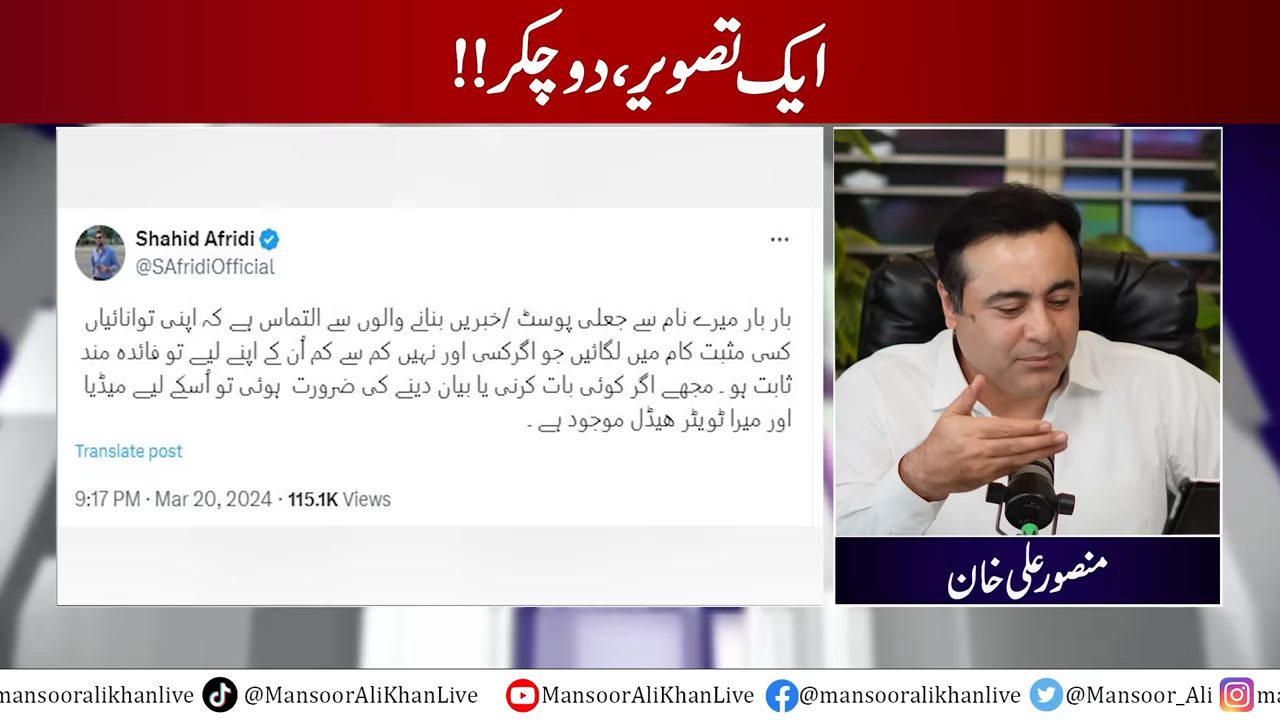 ایک تصویر، دو چکر!!
Shahid Afridi
@SAfridiOfficial
بار بار میرے نام سے جعلی پوسٹ /خبریں بنانے والوں سے التماس ہے کہ اپنی توانائیاں
کسی مثبت کام میں لگائیں جو اگرکسی اور نہیں کم سے کم اُن کے اپنے لیے تو فائدہ مند
ثابت ہو ۔ مجھے اگر کوئی بات کرنی یا بیان دینے کی ضرورت ہوئی تو اُسکے لیے میڈیا
اور میرا ٹویٹر ھیڈل موجود ہے ۔
Translate post
9:17 PM · Mar 20, 2024 · 115.1K Views
منصور علی خان
mansooralikhanlive @MansoorAliKhanLive MansoorAliKhanLive @mansooralikhanlive @Mansoor_Ali ma